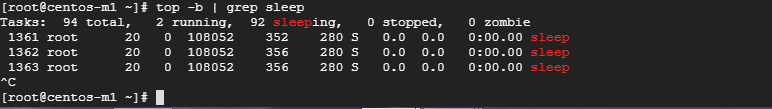 [root@centos-m1 ~]# top -b | grep sleep
Tasks:  94 total,   2 running,  92 sleeping,   0 stopped,   0 zombie
 1361 root      20   0  108052    352    280 S   0.0  0.0   0:00.00 sleep
 1362 root      20   0  108052    356    280 S   0.0  0.0   0:00.00 sleep
 1363 root      20   0  108052    356    280 S   0.0  0.0   0:00.00 sleep
^C
[root@centos-m1 ~]#